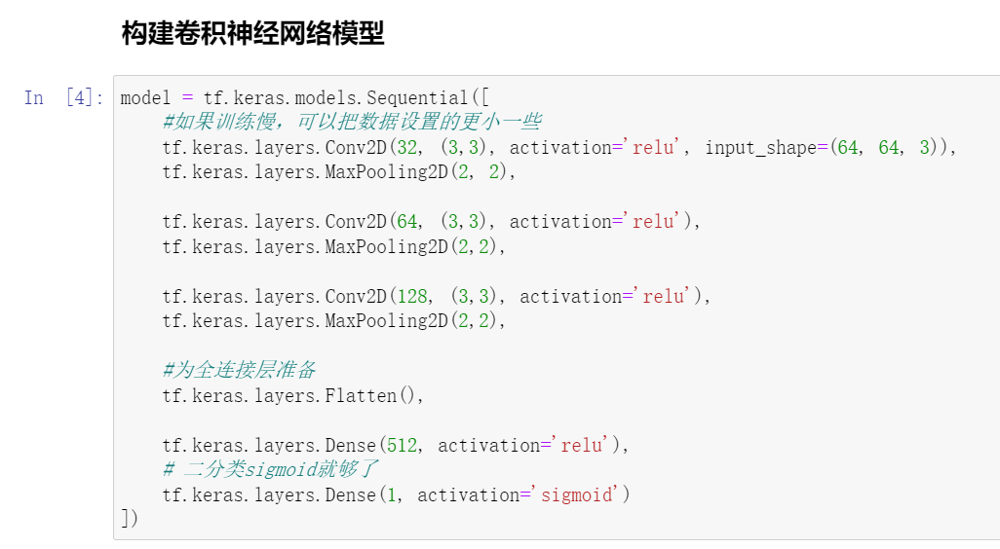 构建卷积神经网络模型
In [4]:
model = tf.keras.models.Sequential([
    #如果训练慢，可以把数据设置的更小一些
    tf.keras.layers.Conv2D(32, (3,3), activation='relu', input_shape=(64, 64, 3)),
    tf.keras.layers.MaxPooling2D(2, 2),

    tf.keras.layers.Conv2D(64, (3,3), activation='relu'),
    tf.keras.layers.MaxPooling2D(2,2),

    tf.keras.layers.Conv2D(128, (3,3), activation='relu'),
    tf.keras.layers.MaxPooling2D(2,2),

    #为全连接层准备
    tf.keras.layers.Flatten(),

    tf.keras.layers.Dense(512, activation='relu'),
    # 二分类sigmoid就够了
    tf.keras.layers.Dense(1, activation='sigmoid')
])